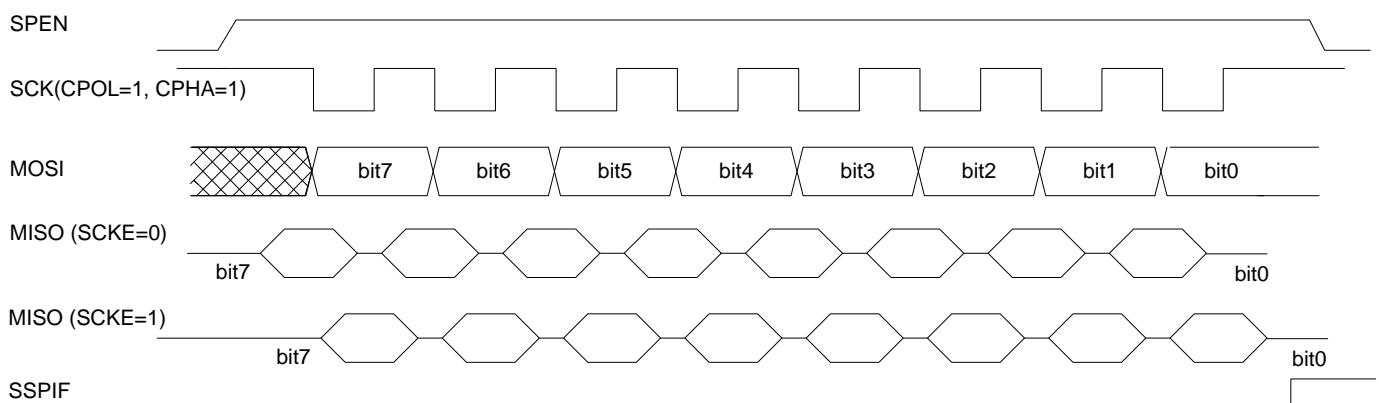 SPEN
SCK(CPOL=1, CPHA=1)
MOSI bit7 bit6 bit5 bit4 bit3 bit2 bit1 bit0
MISO (SCKE=0)
bit7 bit0
MISO (SCKE=1)
bit7 bit0
SSPIF